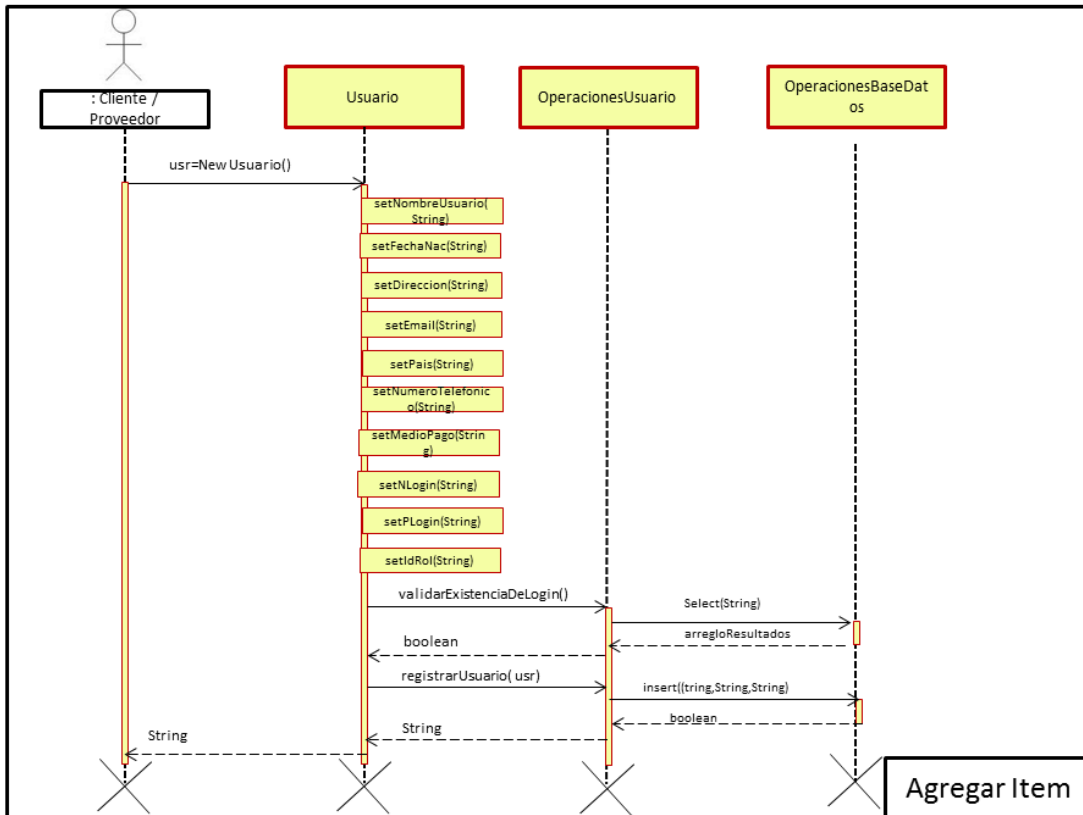 : Cliente /
Proveedor
Usuario
OperacionesUsuario
OperacionesBaseDat
os
usr=New Usuario()
setNombreUsuario(
String)
setFechaNac(String)
setDireccion(String)
setEmail(String)
setPais(String)
setNumeroTelefonic
o(String)
setMedioPago(Strin
g)
setNLogin(String)
setPLogin(String)
setIdRol(String)
validarExistenciaDeLogin()
Select(String)
arregloResultados
boolean
registrarUsuario( usr)
insert((tring,String,String)
boolean
String
String
Agregar Item